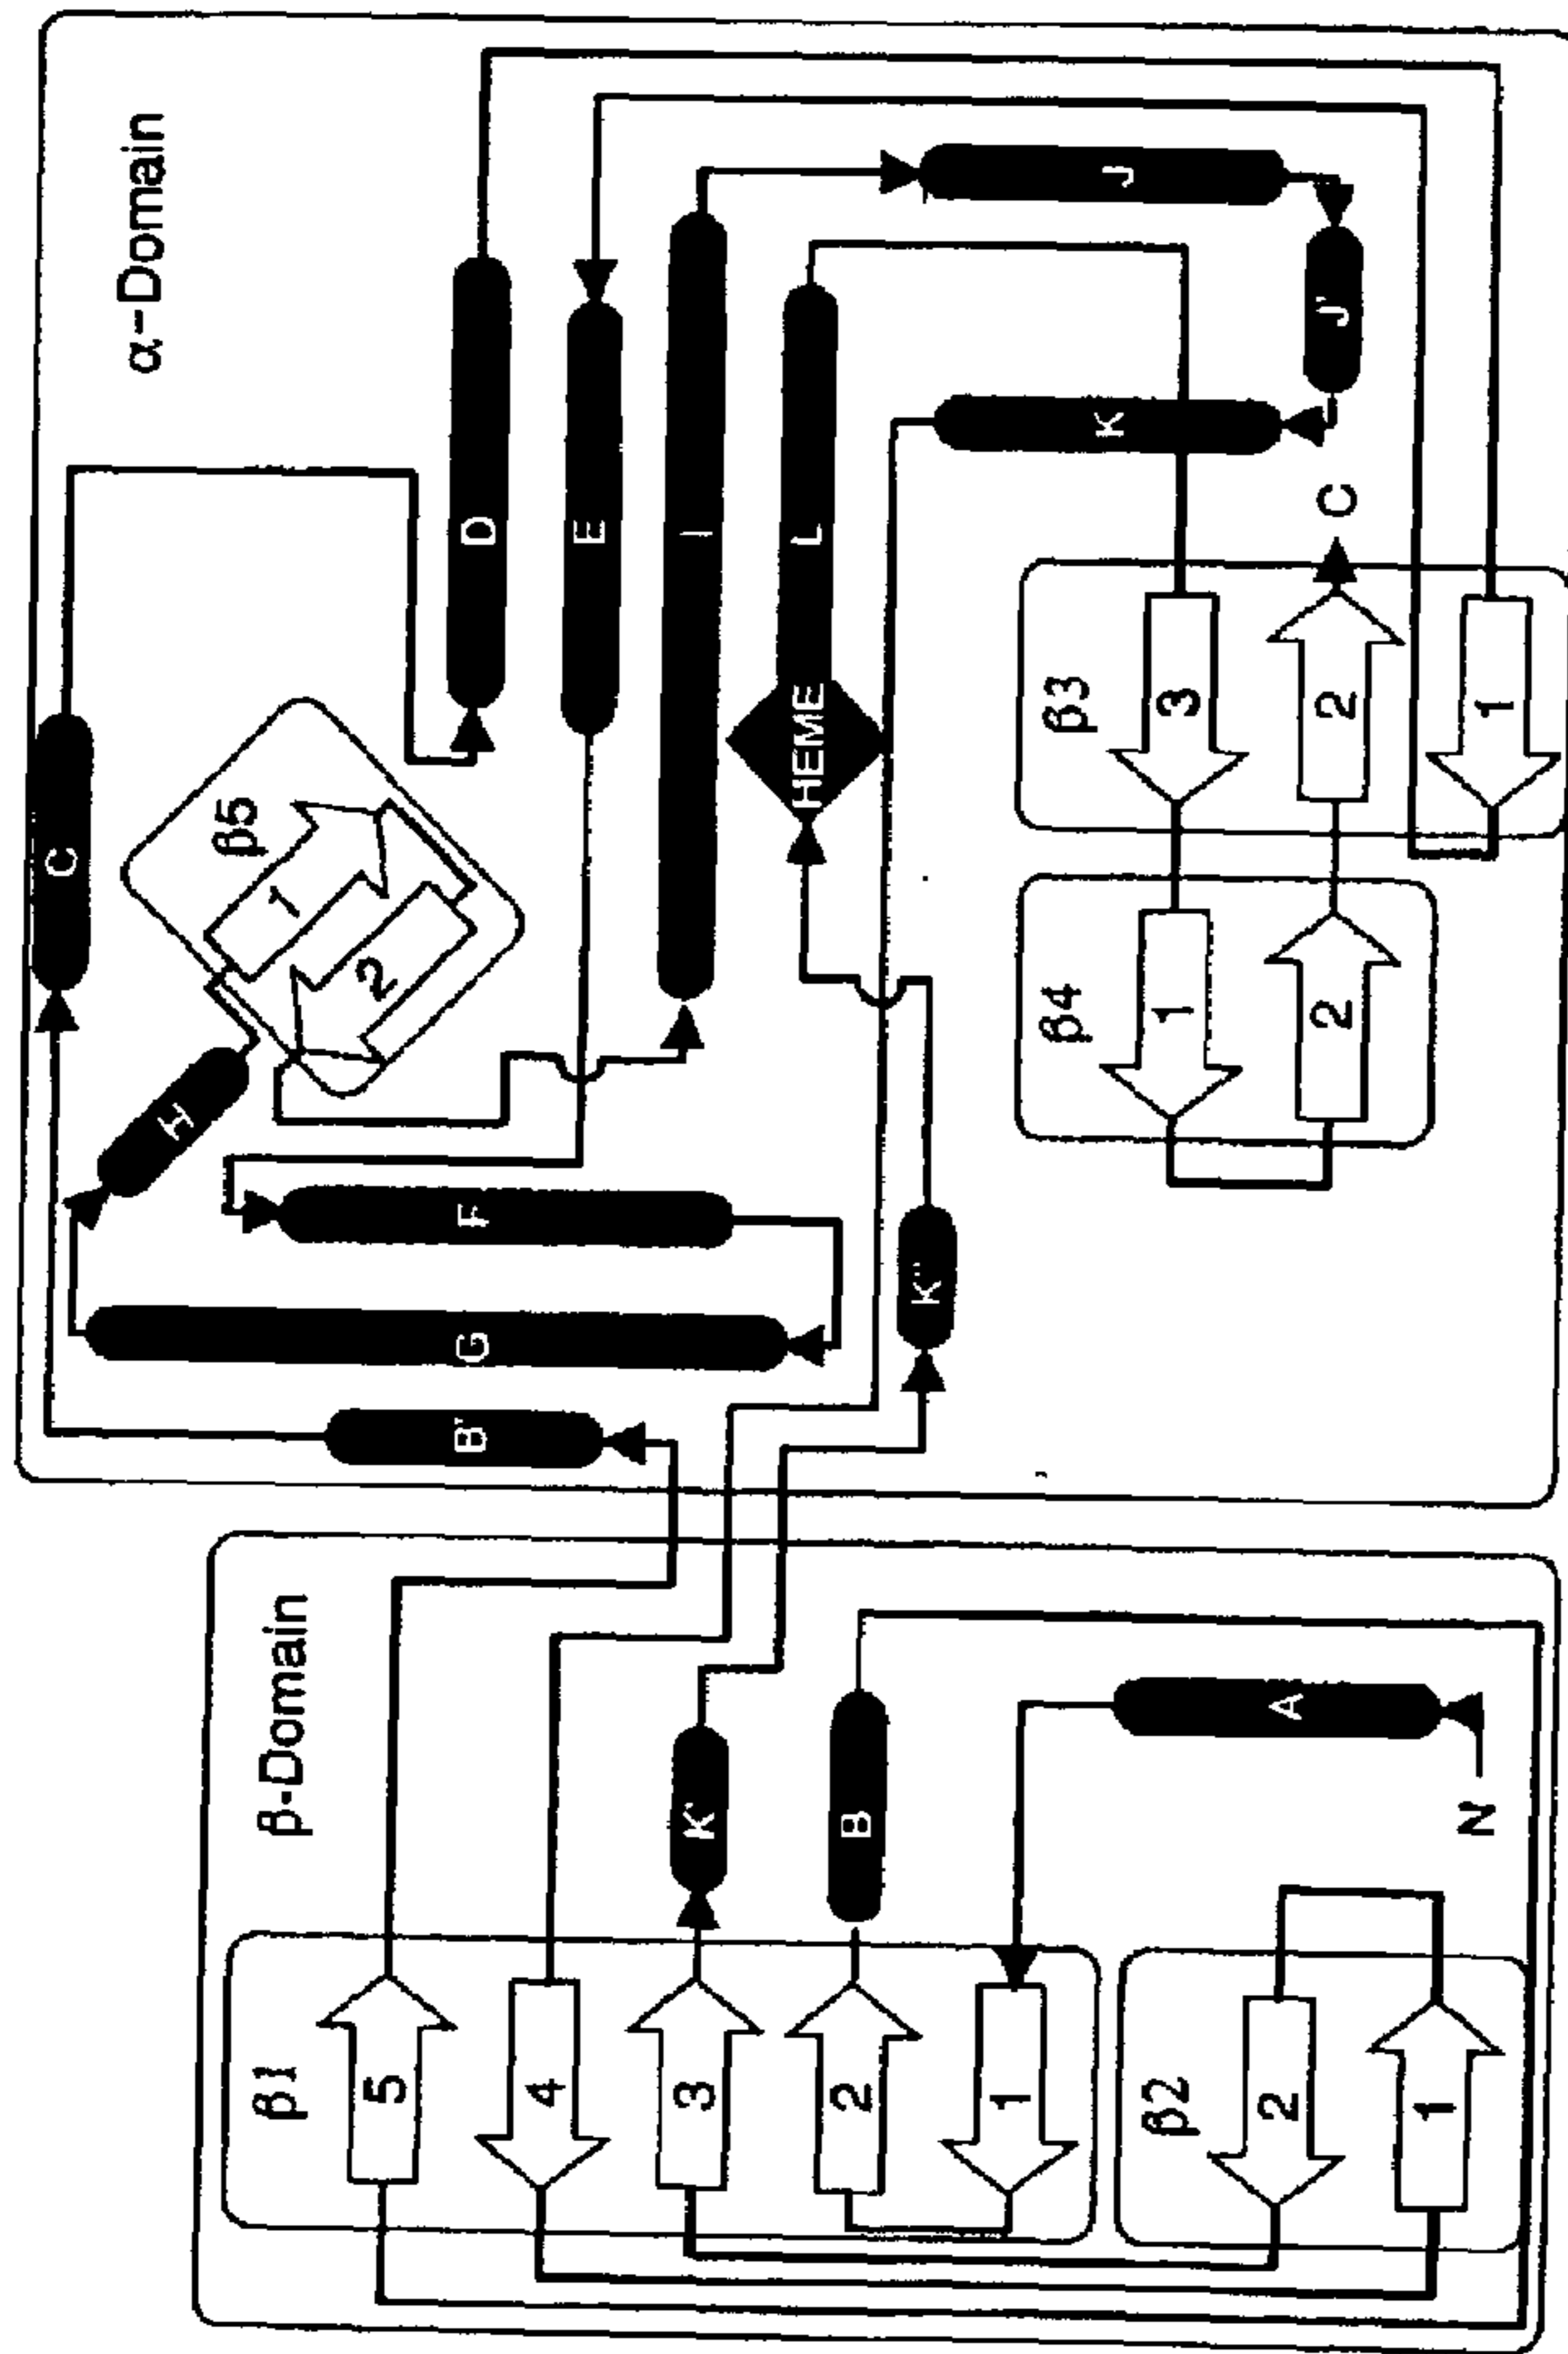 α-Domain
C
β5
1
2
H
D
E
I
L
HEME
J
J'
K
C
β3
3
2
1
β4
1
2
F
G
B'
K"
β-Domain
β1
5
4
3
2
1
K'
B
A
N
β2
2
1